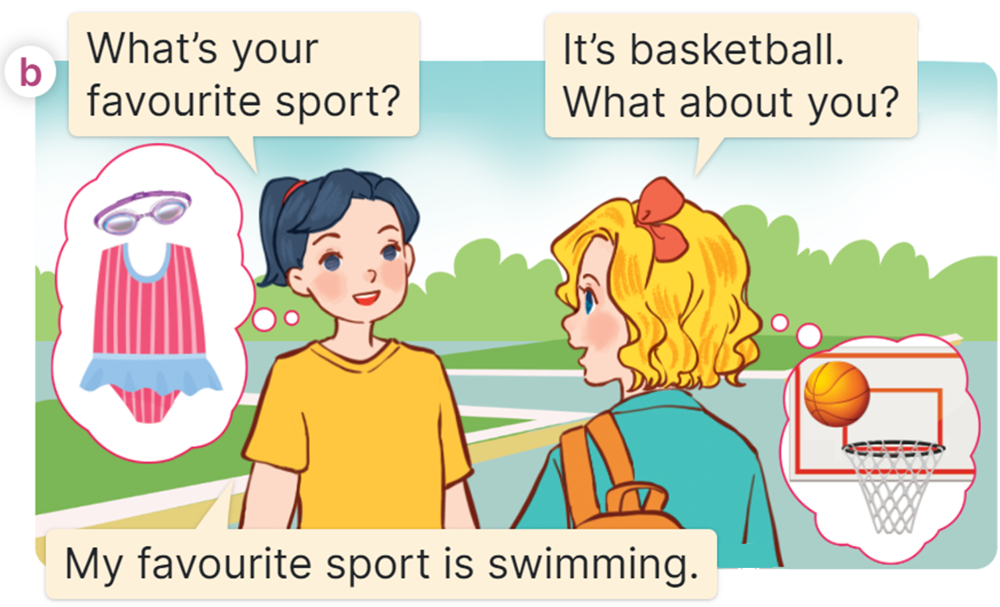 b
What's your
favourite sport?
It's basketball.
What about you?
My favourite sport is swimming.